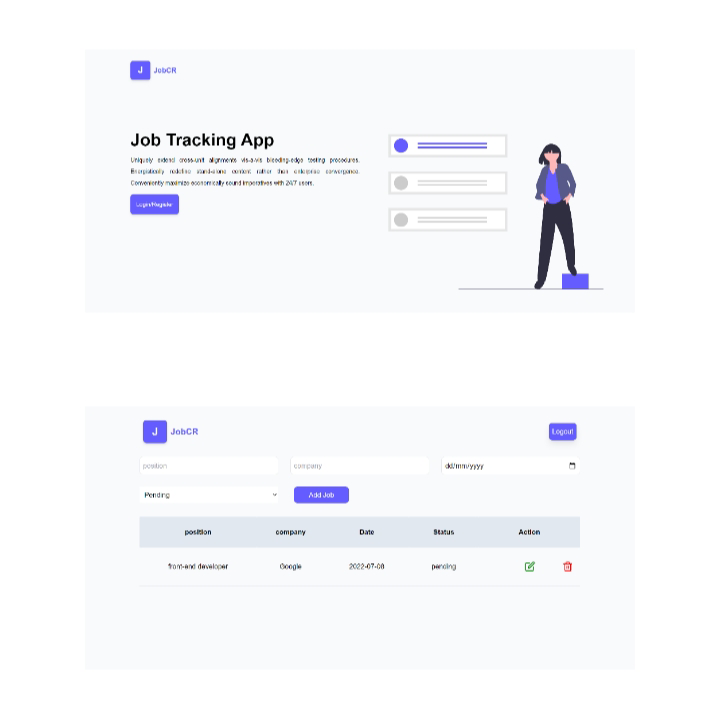 J JobCR
Job Tracking App
Uniquely extend cross-unit alignments vis-a-vis bleeding-edge testing procedures.
Energistically redefine stand-alone content rather than enterprise convergence.
Conveniently maximize economically sound imperatives with 24/7 users.
Login/Register
J JobCR
Logout
position company dd/mm/yyyy
Pending Add Job
position company Date Status Action
front-end developer Google 2022-07-08 pending